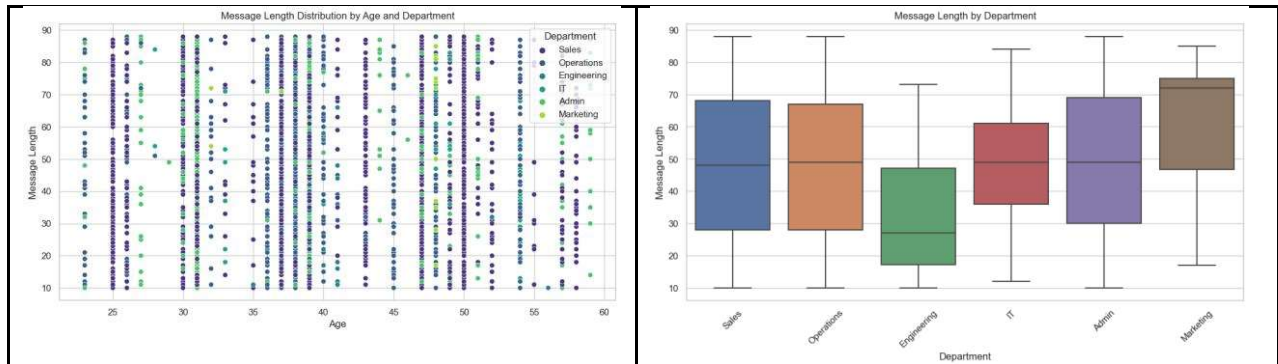 Message Length Distribution by Age and Department
90
80
70
60
50
40
30
20
10
Message Length
25 30 35 40 45 50 55 60
Age
Department
Sales
Operations
Engineering
IT
Admin
Marketing
Message Length by Department
90
80
70
60
50
40
30
20
10
Message Length
Sales Operations Engineering IT Admin Marketing
Department